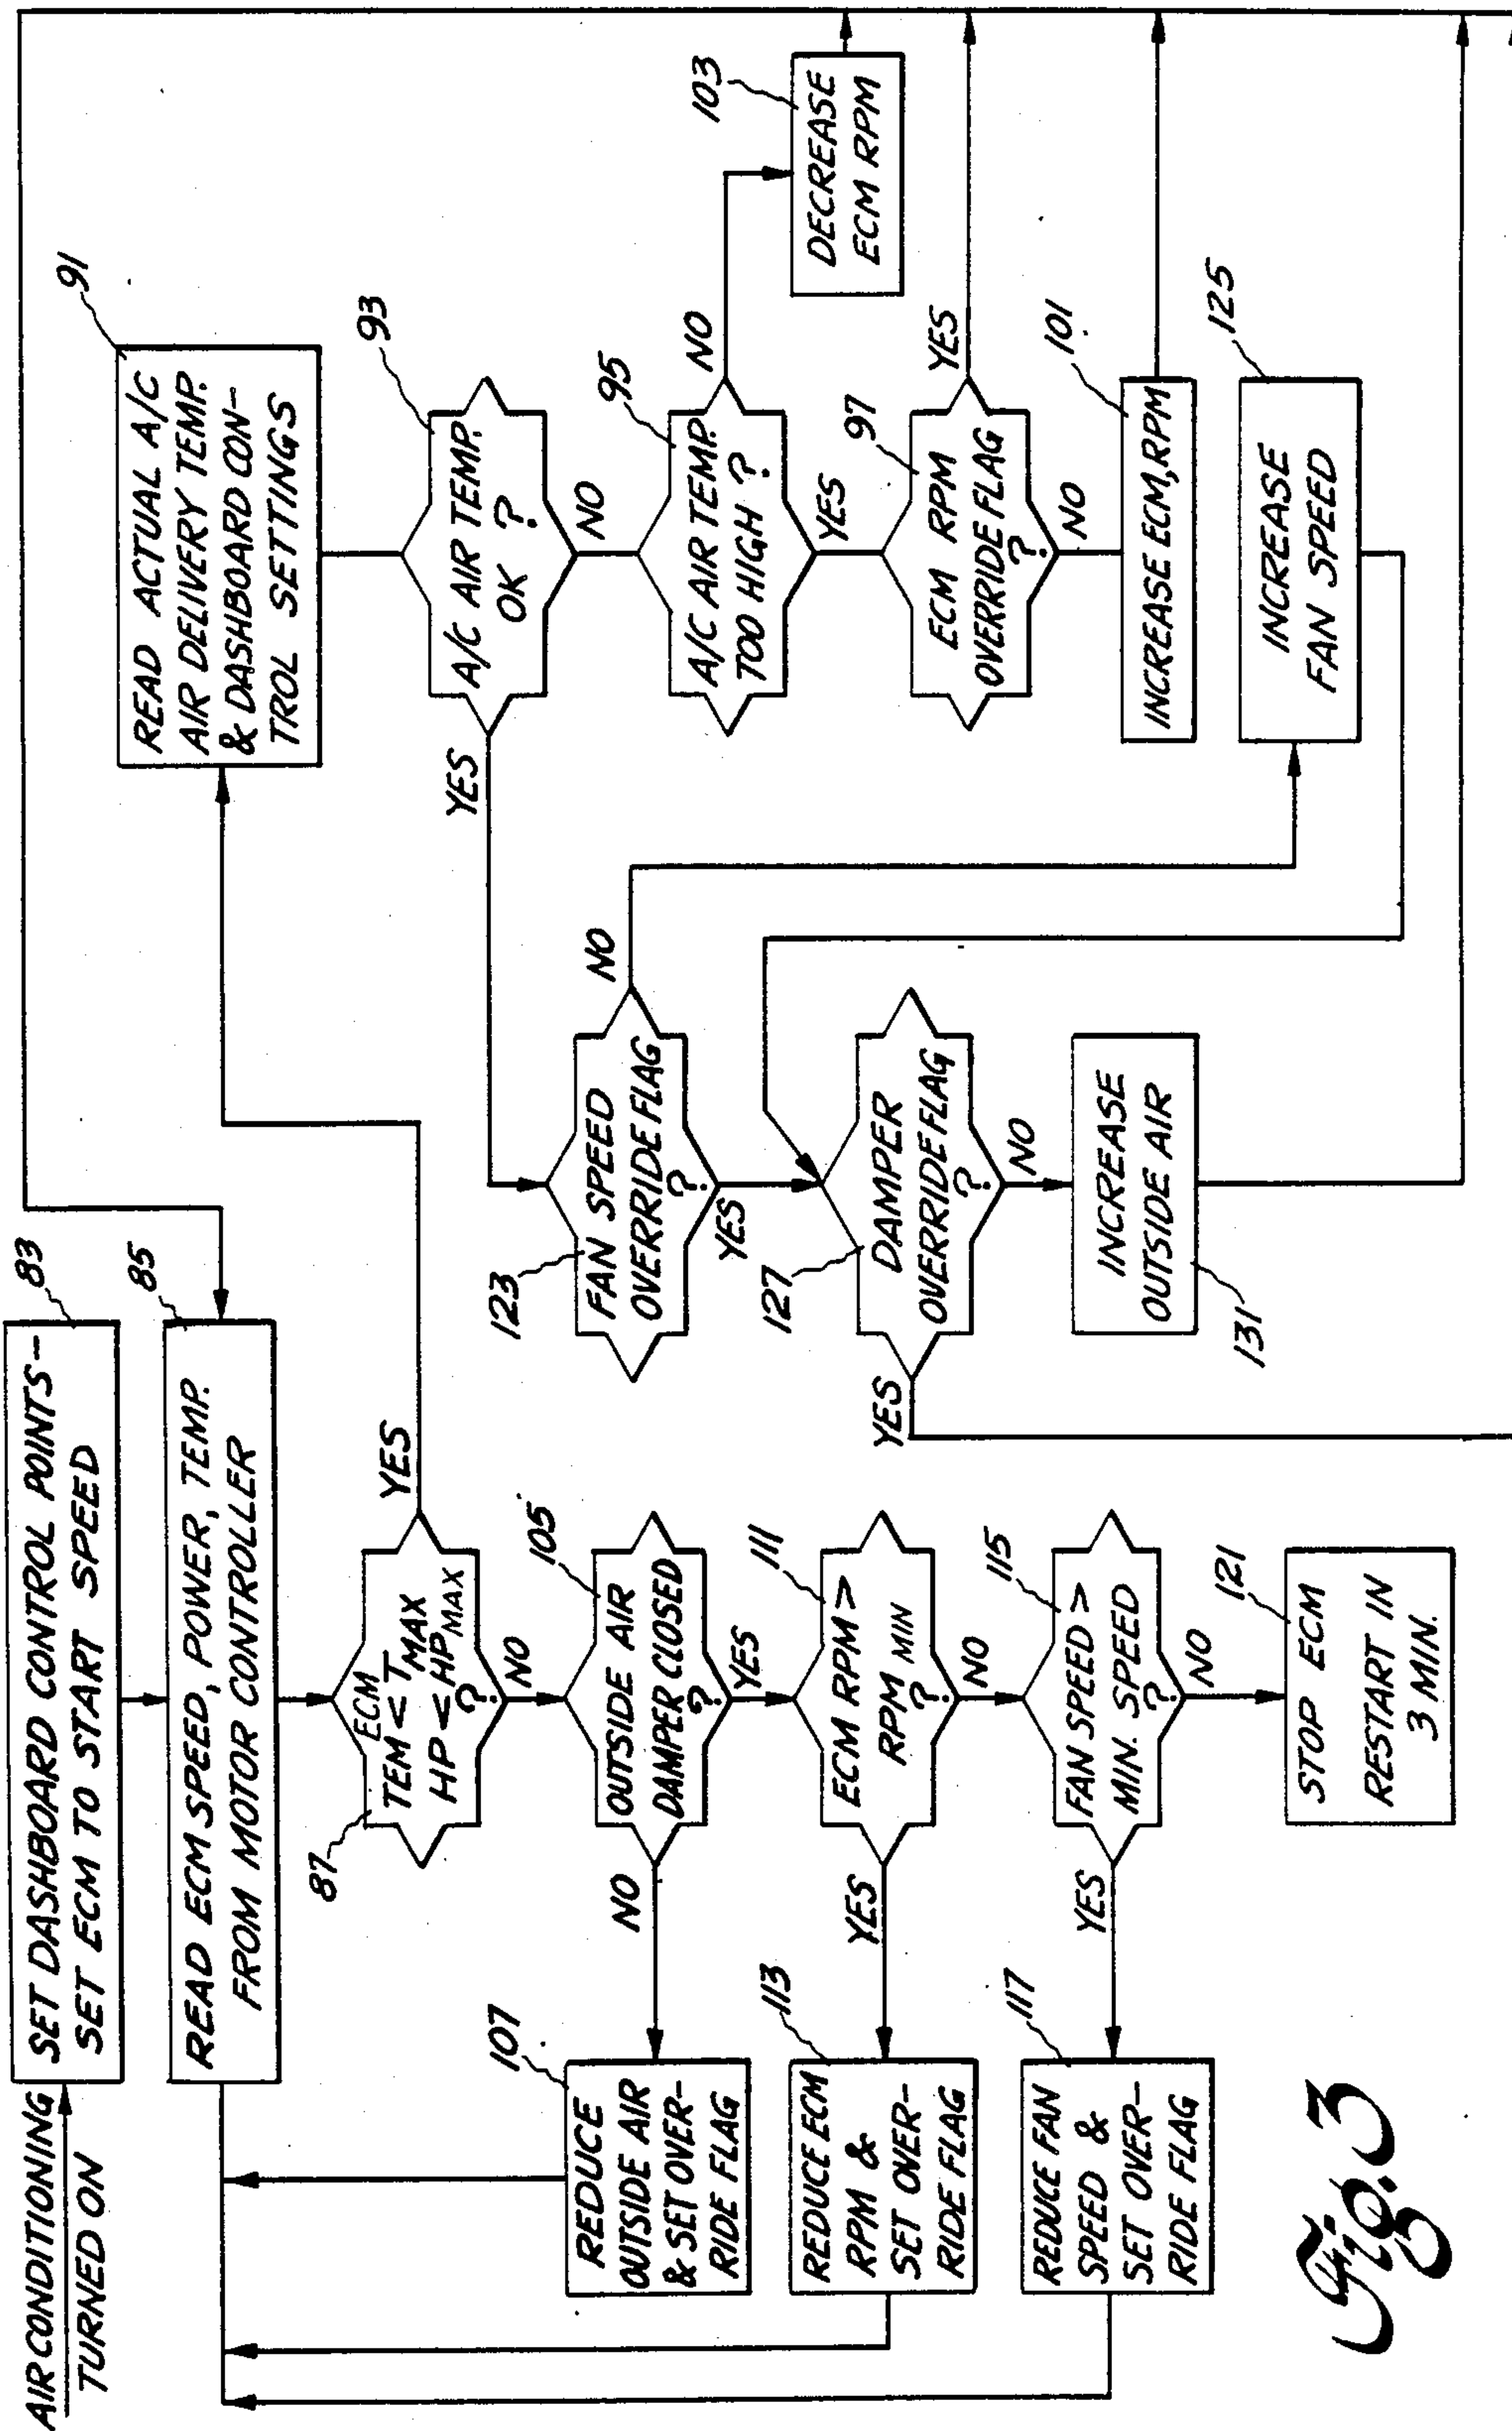 AIR CONDITIONING
TURNED ON
SET DASHBOARD CONTROL POINTS-
SET ECM TO START SPEED
83
READ ECM SPEED, POWER, TEMP.
FROM MOTOR CONTROLLER
85
87
ECM
TEM < TMAX
HP < HPMAX
?
YES
NO
OUTSIDE AIR
DAMPER CLOSED
?
105
NO
YES
REDUCE
OUTSIDE AIR
& SET OVER-
RIDE FLAG
107
ECM RPM >
RPM MIN
?
111
YES
NO
REDUCE ECM
RPM &
SET OVER-
RIDE FLAG
113
FAN SPEED >
MIN. SPEED
?
115
YES
NO
REDUCE FAN
SPEED &
SET OVER-
RIDE FLAG
117
STOP ECM
RESTART IN
3 MIN.
121
READ ACTUAL A/C
AIR DELIVERY TEMP.
& DASHBOARD CON-
TROL SETTINGS
91
A/C AIR TEMP.
OK ?
93
YES
NO
A/C AIR TEMP.
TOO HIGH ?
95
NO
YES
DECREASE
ECM RPM
103
ECM RPM
OVERRIDE FLAG
?
97
YES
NO
INCREASE ECM,RPM
101
FAN SPEED
OVERRIDE FLAG
?
123
NO
YES
INCREASE
FAN SPEED
125
DAMPER
OVERRIDE FLAG
?
127
YES
NO
INCREASE
OUTSIDE AIR
131
Fig. 3